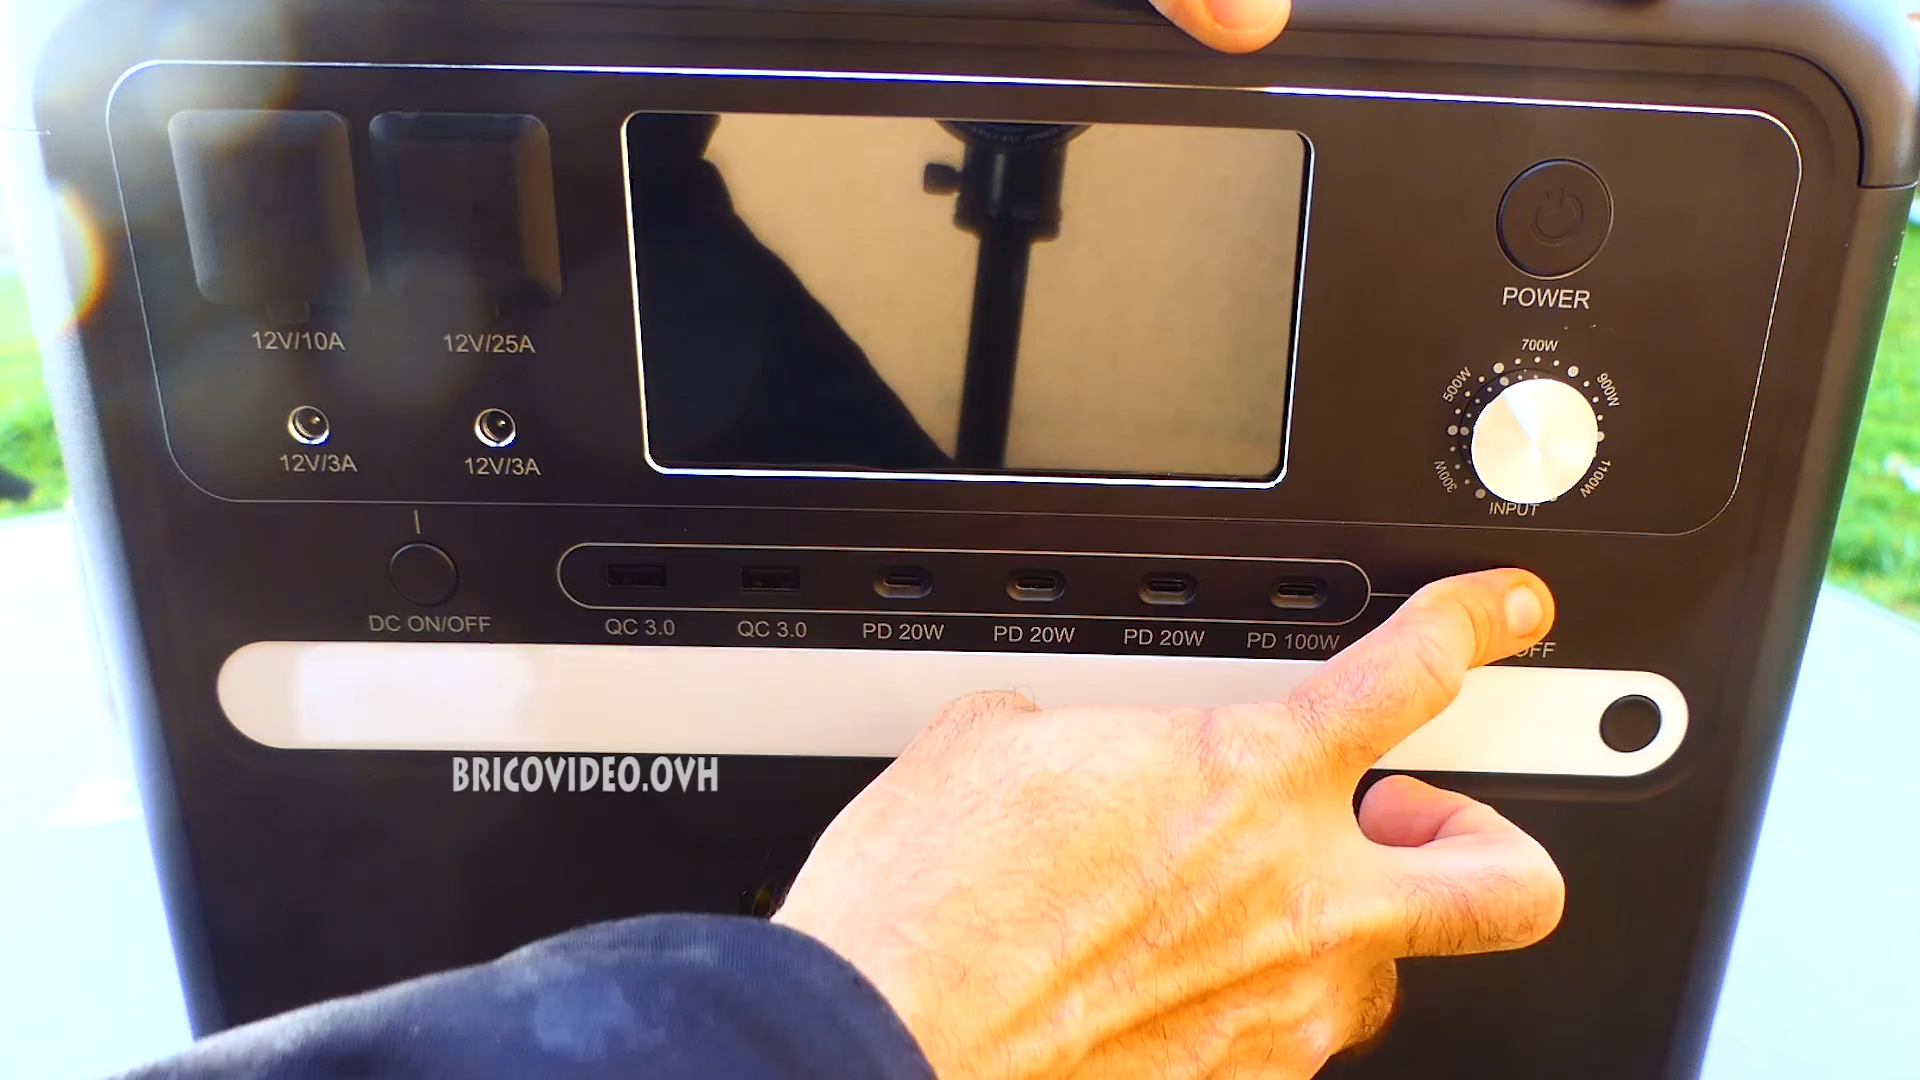 12V/10A
12V/25A
12V/3A
12V/3A
POWER
300W
500W
700W
900W
1100W
INPUT
DC ON/OFF
QC 3.0
QC 3.0
PD 20W
PD 20W
PD 20W
PD 100W
OFF
BRICOVIDEO.OVH